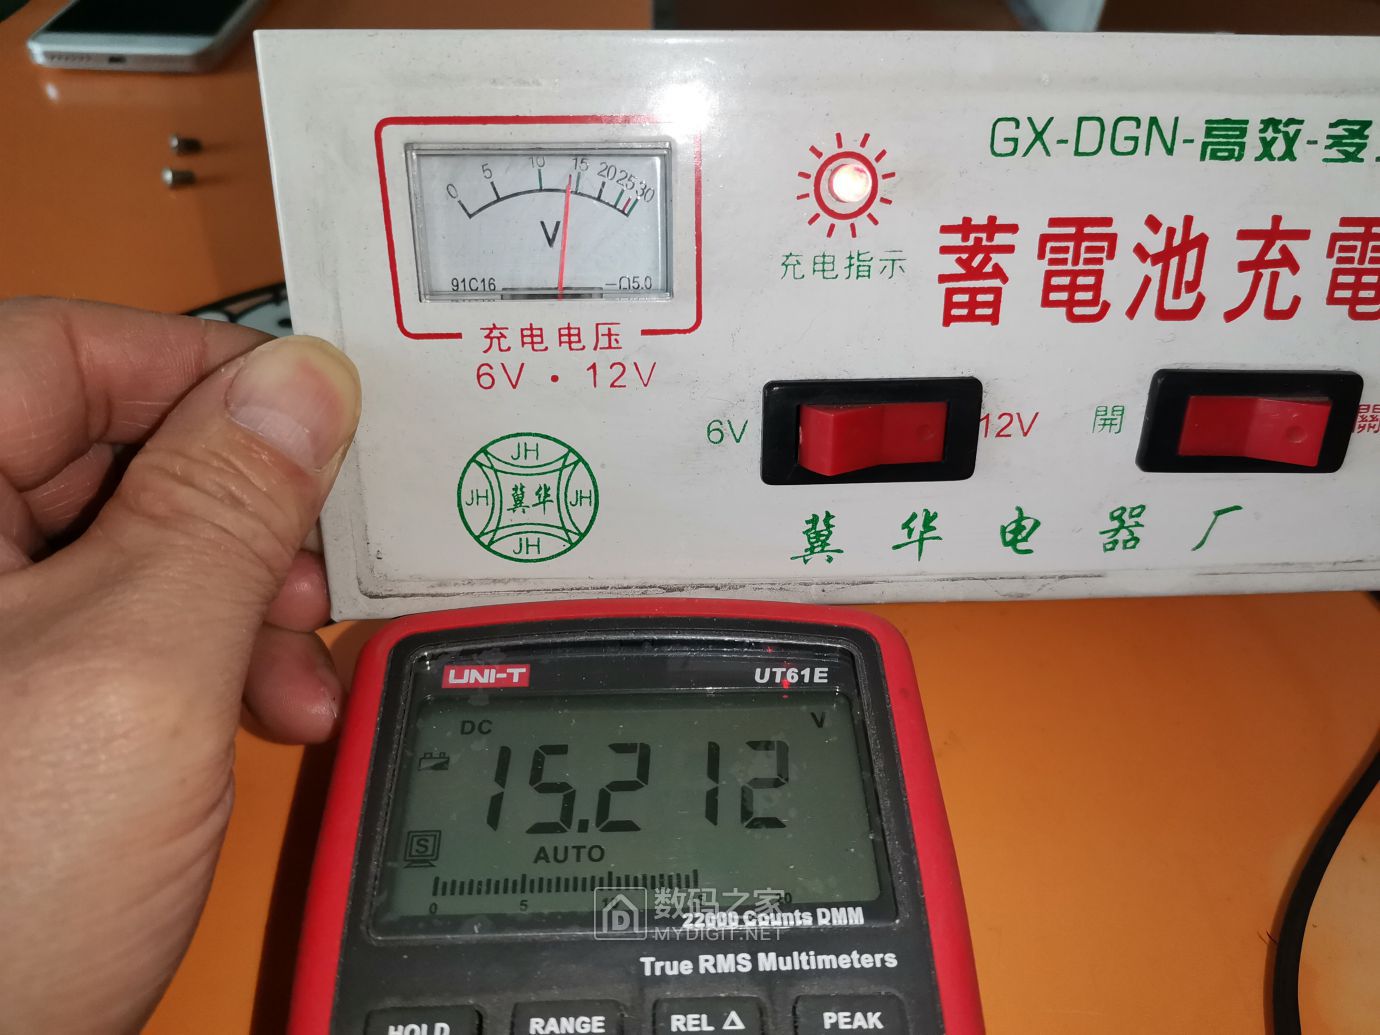 GX-DGN-高效-多
0 5 10 15 20 25 30
V
91C16 5.0
充电电压
6V · 12V
充电指示
蓄電池充電
6V 12V 開 關
JH
JH 冀华 JH
JH
冀华电器厂
UNI-T UT61E
DC V
15.212
S
AUTO
0 5 10
数码之家
MYDIGIT.NET
22000 Counts DMM
True RMS Multimeters
HOLD RANGE REL Δ PEAK